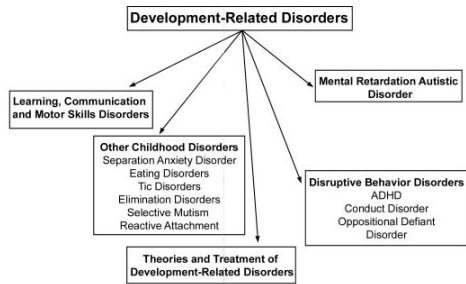 Development-Related Disorders
Mental Retardation Autistic
Disorder
Learning, Communication
and Motor Skills Disorders
Other Childhood Disorders
Separation Anxiety Disorder
Eating Disorders
Tic Disorders
Elimination Disorders
Selective Mutism
Reactive Attachment
Disruptive Behavior Disorders
ADHD
Conduct Disorder
Oppositional Defiant
Disorder
Theories and Treatment of
Development-Related Disorders